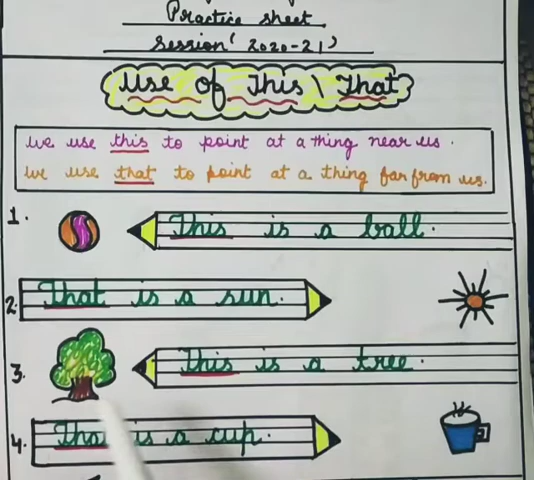 Practice sheet
Session (2020-21)
Use of This \ That
We use this to point at a thing near us.
We use that to point at a thing far from us.
1. This is a ball.
2. That is a sun.
3. This is a tree.
4. That is a cup.